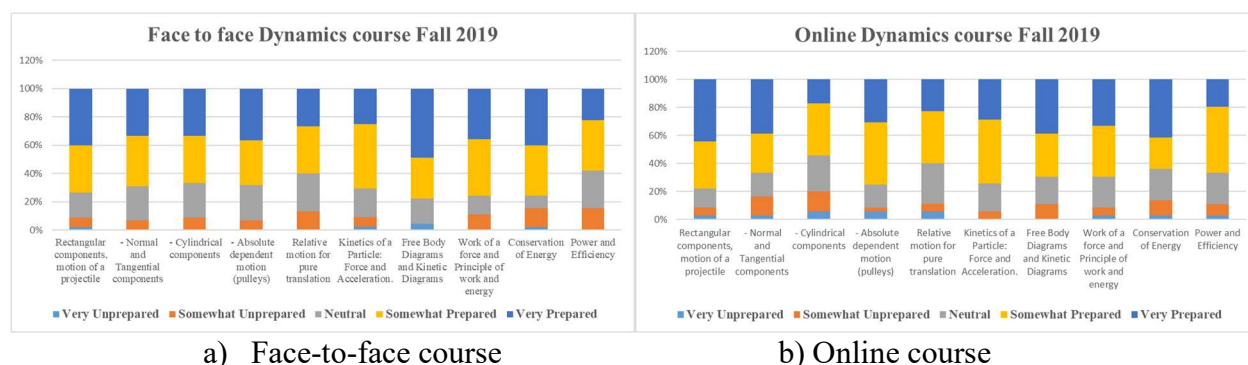 Face to face Dynamics course Fall 2019
120%
100%
80%
60%
40%
20%
0%
Rectangular
components,
motion of a
projectile
- Normal
and
Tangential
components
- Cylindrical
components
- Absolute
dependent
motion
(pulleys)
Relative
motion for
pure
translation
Kinetics of a
Particle:
Force and
Acceleration.
Free Body
Diagrams
and Kinetic
Diagrams
Work of a
force and
Principle of
work and
energy
Conservation
of Energy
Power and
Efficiency
Very Unprepared Somewhat Unprepared Neutral Somewhat Prepared Very Prepared
Online Dynamics course Fall 2019
120%
100%
80%
60%
40%
20%
0%
Rectangular
components,
motion of a
projectile
- Normal
and
Tangential
components
- Cylindrical
components
- Absolute
dependent
motion
(pulleys)
Relative
motion for
pure
translation
Kinetics of a
Particle:
Force and
Acceleration.
Free Body
Diagrams
and Kinetic
Diagrams
Work of a
force and
Principle of
work and
energy
Conservation
of Energy
Power and
Efficiency
Very Unprepared Somewhat Unprepared Neutral Somewhat Prepared Very Prepared
a) Face-to-face course
b) Online course